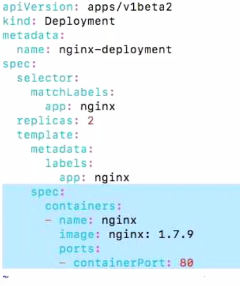 apiVersion: apps/v1beta2
kind: Deployment
metadata:
  name: nginx-deployment
spec:
  selector:
    matchLabels:
      app: nginx
  replicas: 2
  template:
    metadata:
      labels:
        app: nginx
    spec:
      containers:
      - name: nginx
        image: nginx: 1.7.9
        ports:
        - containerPort: 80